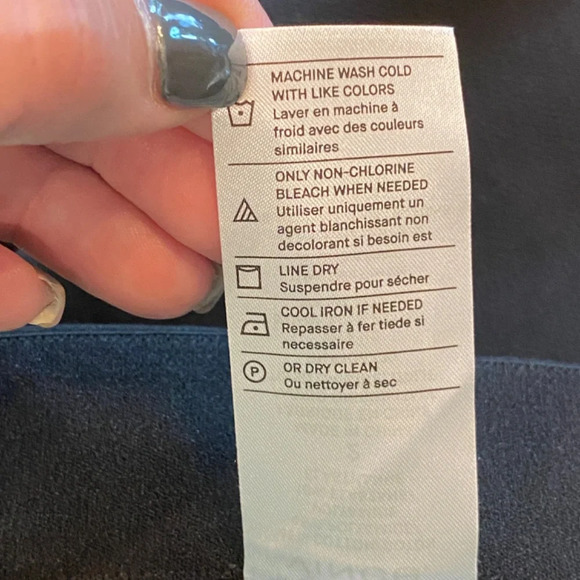 MACHINE WASH COLD
WITH LIKE COLORS
Laver en machine à
froid avec des couleurs
similaires
ONLY NON-CHLORINE
BLEACH WHEN NEEDED
Utiliser uniquement un
agent blanchissant non
decolorant si besoin est
LINE DRY
Suspendre pour sécher
COOL IRON IF NEEDED
Repasser à fer tiede si
necessaire
P OR DRY CLEAN
Ou nettoyer à sec